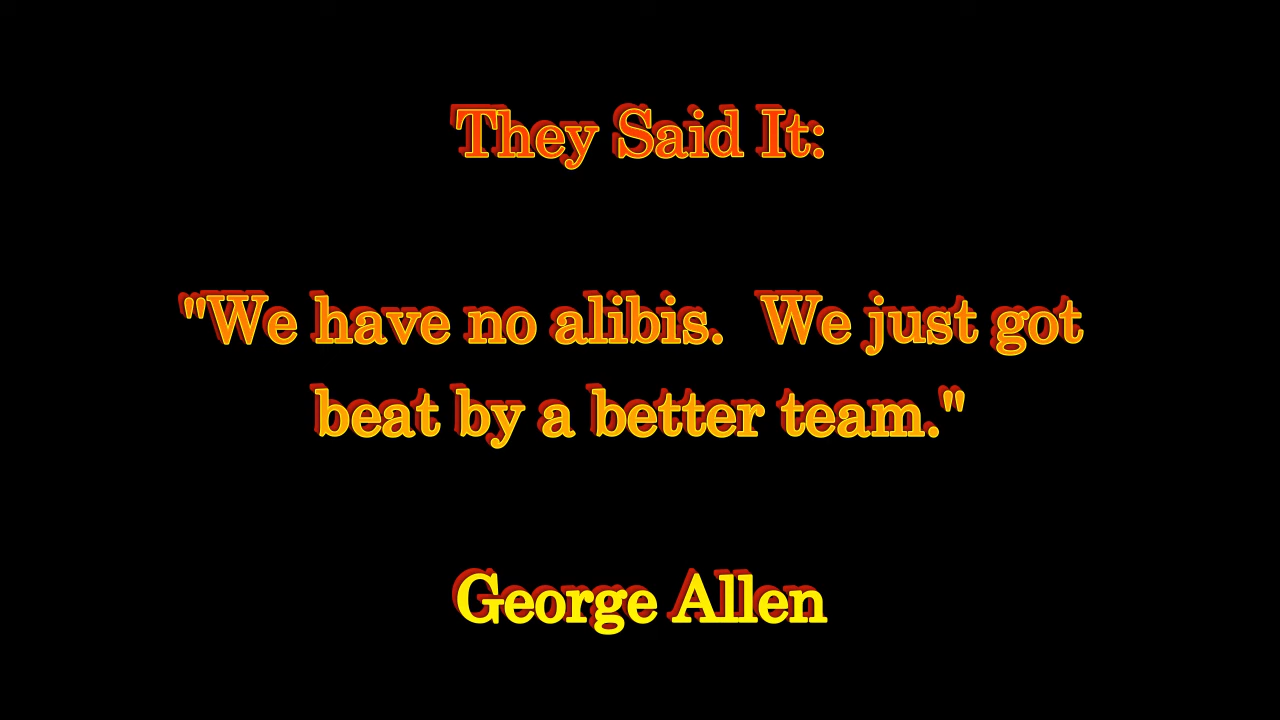 They Said It:
"We have no alibis.  We just got
beat by a better team."
George Allen